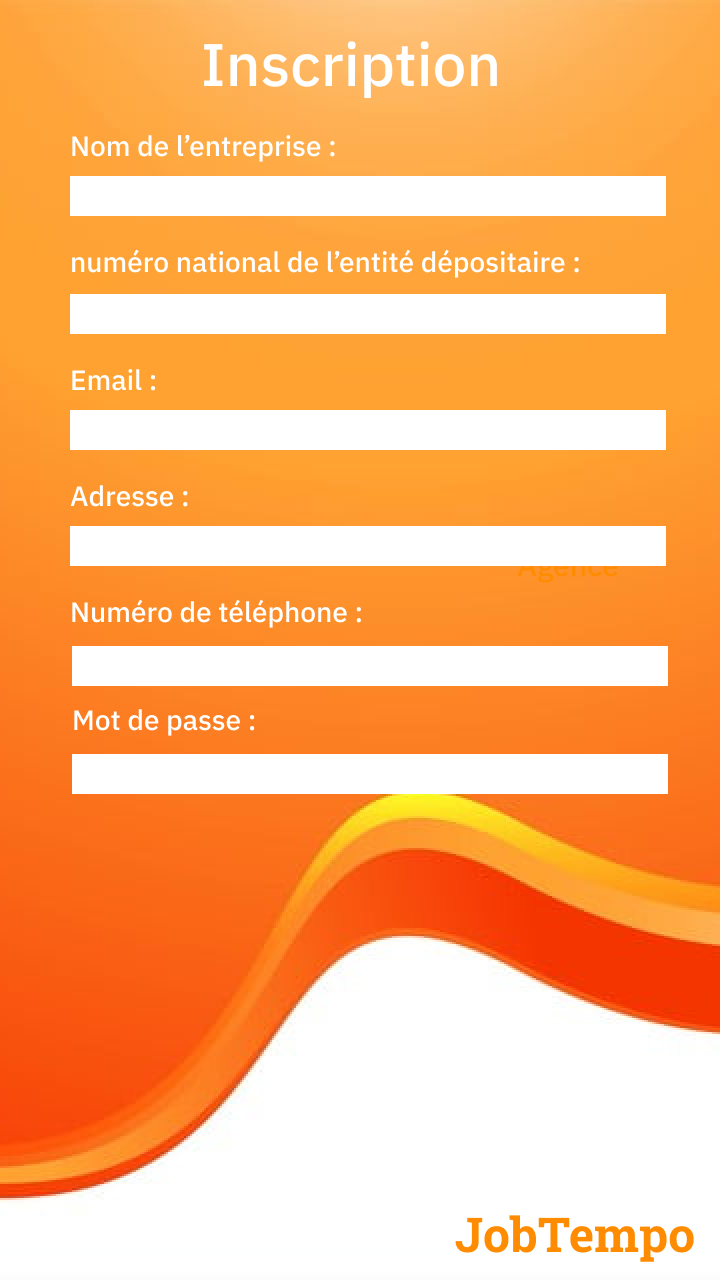 Inscription
Nom de l’entreprise :
numéro national de l’entité dépositaire :
Email :
Adresse :
Agence
Numéro de téléphone :
Mot de passe :
JobTempo